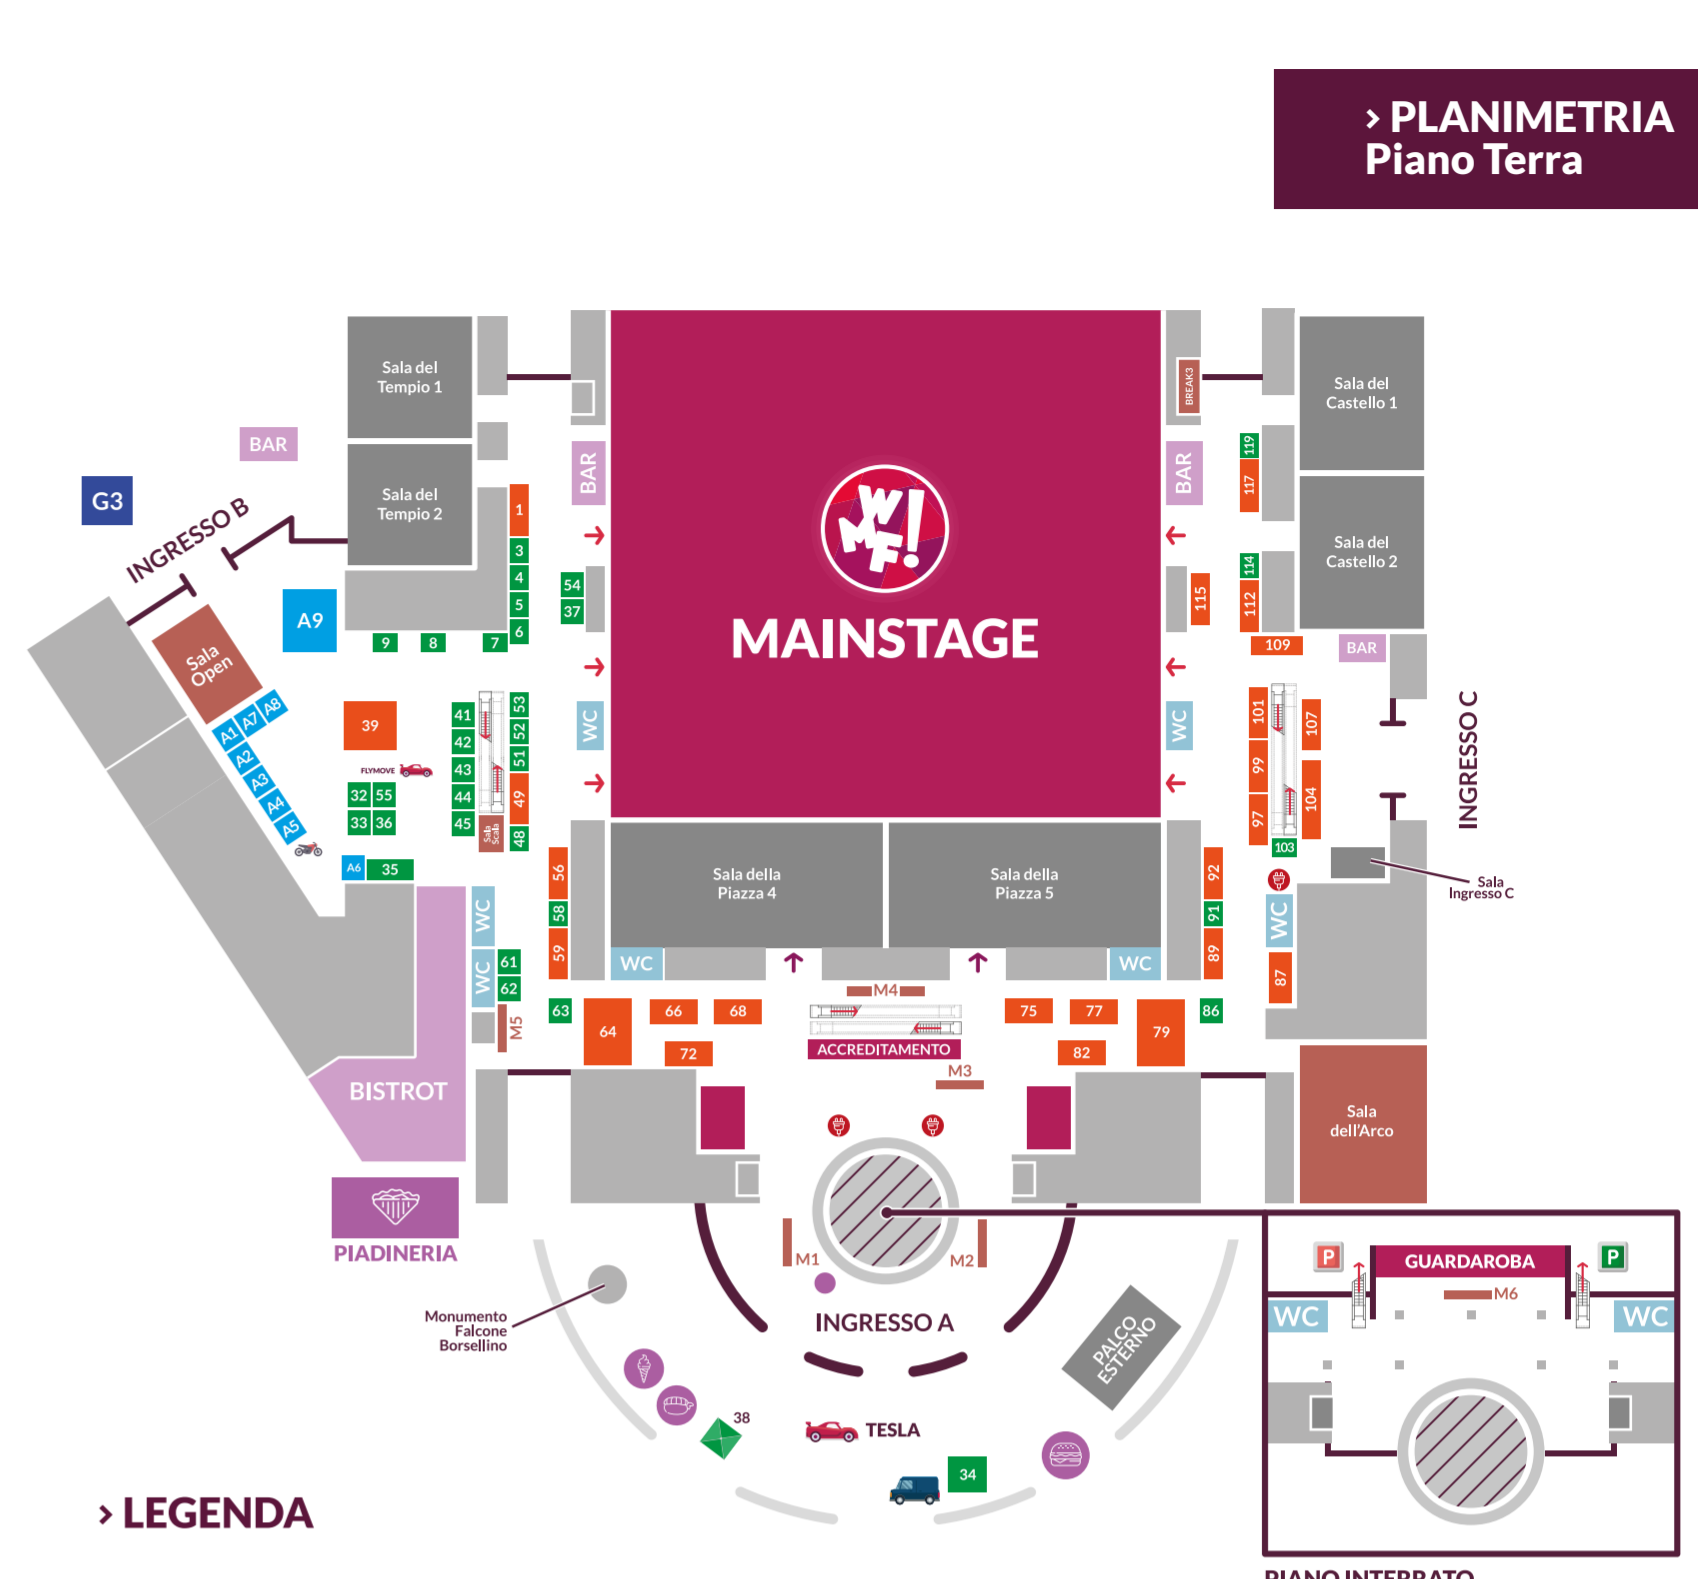 › PLANIMETRIA
Piano Terra
Sala del
Tempio 1
Sala del
Tempio 2
BAR
G3
INGRESSO B
A9
Sala
Open
BAR
BREAK3
BAR
Sala del
Castello 1
Sala del
Castello 2
119
117
114
112
109
115
BAR
1
3
4
5
6
7
8
9
54
37
WMF!
MAINSTAGE
WC
WC
A1
A7
A8
A2
A3
A4
A5
A6
35
39
FLYMOVE
32
55
33
36
41
42
43
44
45
53
52
51
49
48
Sala
Scala
101
99
97
107
104
103
INGRESSO C
Sala
Ingresso C
56
58
59
Sala della
Piazza 4
Sala della
Piazza 5
92
91
89
WC
87
WC
WC
61
62
M5
WC
WC
63
64
66
68
72
M4
ACCREDITAMENTO
M3
75
77
79
82
86
BISTROT
PIADINERIA
Sala
dell'Arco
M1
M2
INGRESSO A
Monumento
Falcone
Borsellino
PALCO
ESTERNO
38
TESLA
34
P
GUARDAROBA
P
M6
WC
WC
› LEGENDA
PIANO INTERRATO